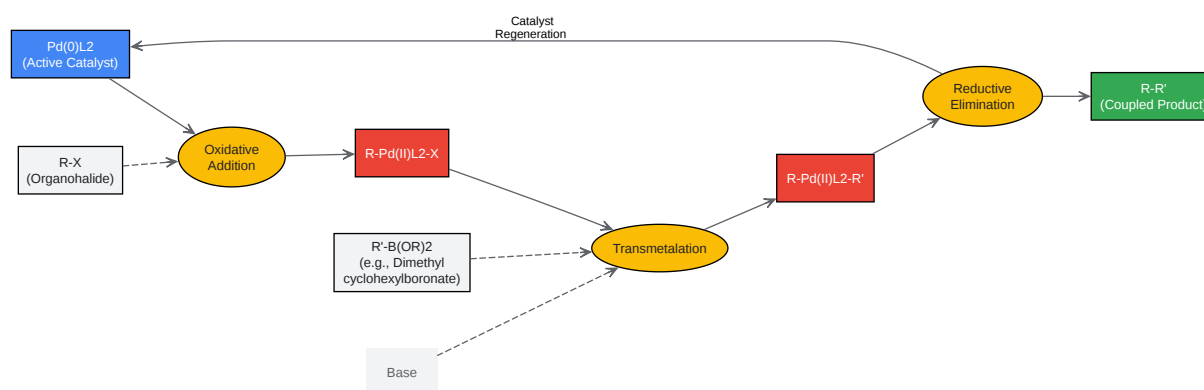 Catalyst
Regeneration
Pd(0)L2
(Active Catalyst)
Reductive
Elimination
R-R'
(Coupled Product)
Oxidative
Addition
R-Pd(II)L2-X
R-X
(Organohalide)
R-Pd(II)L2-R'
R'-B(OR)2
(e.g., Dimethyl
cyclohexylboronate)
Transmetalation
Base